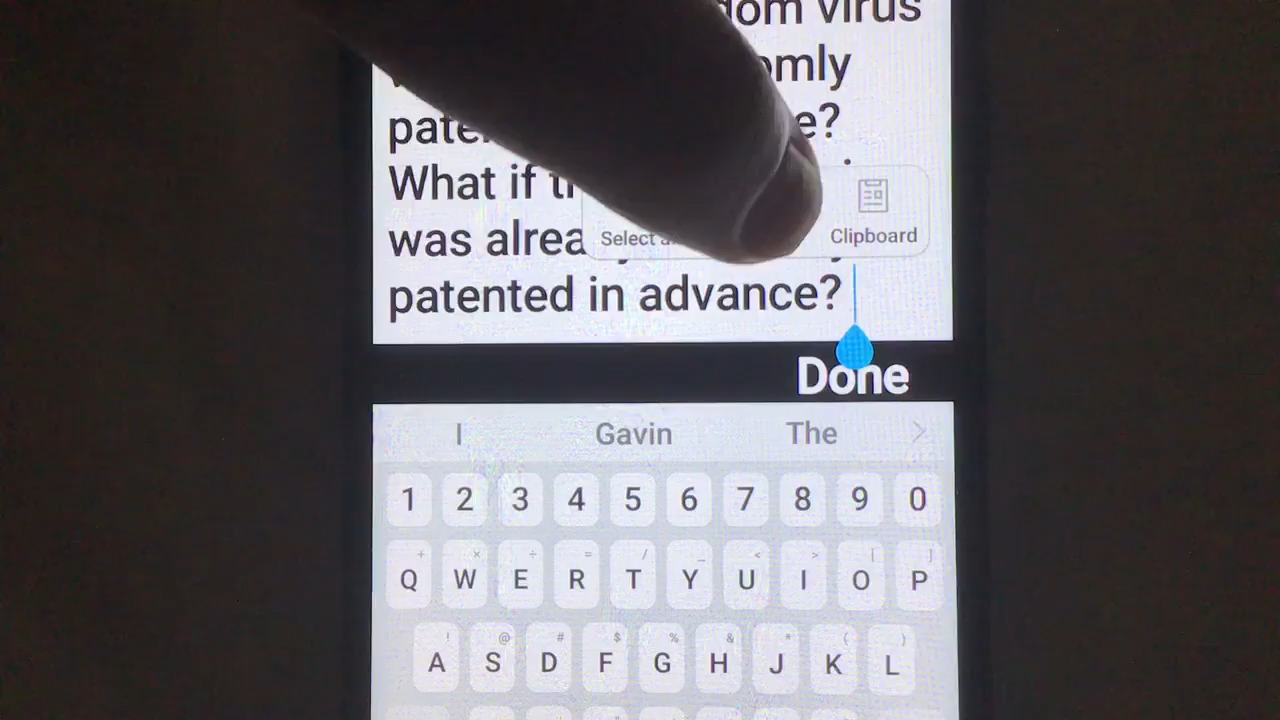 dom virus
omly
pate e?
What if t
was alrea
Select a Clipboard
patented in advance?
Done
I Gavin The
1 2 3 4 5 6 7 8 9 0
+ × ÷ = / _ < > [ ]
Q W E R T Y U I O P
! @ # $ % & * ( )
A S D F G H J K L